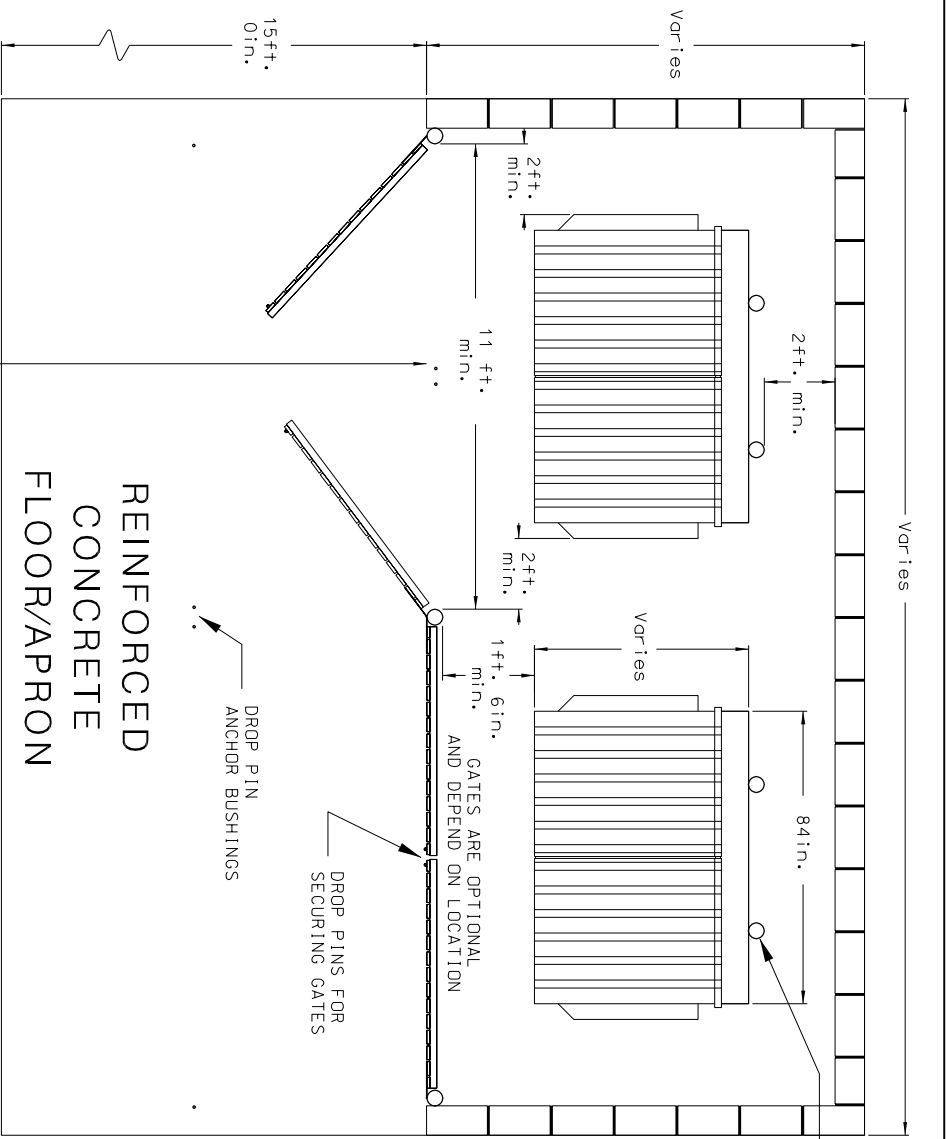 Varies
15ft.
0in.
Varies
2ft.
min.
11 ft.
min.
2ft. min.
2ft.
min.
Varies
1ft. 6in.
min.
84in.
GATES ARE OPTIONAL
AND DEPEND ON LOCATION
DROP PINS FOR
SECURING GATES
DROP PIN
ANCHOR BUSHINGS
REINFORCED
CONCRETE
FLOOR/APRON